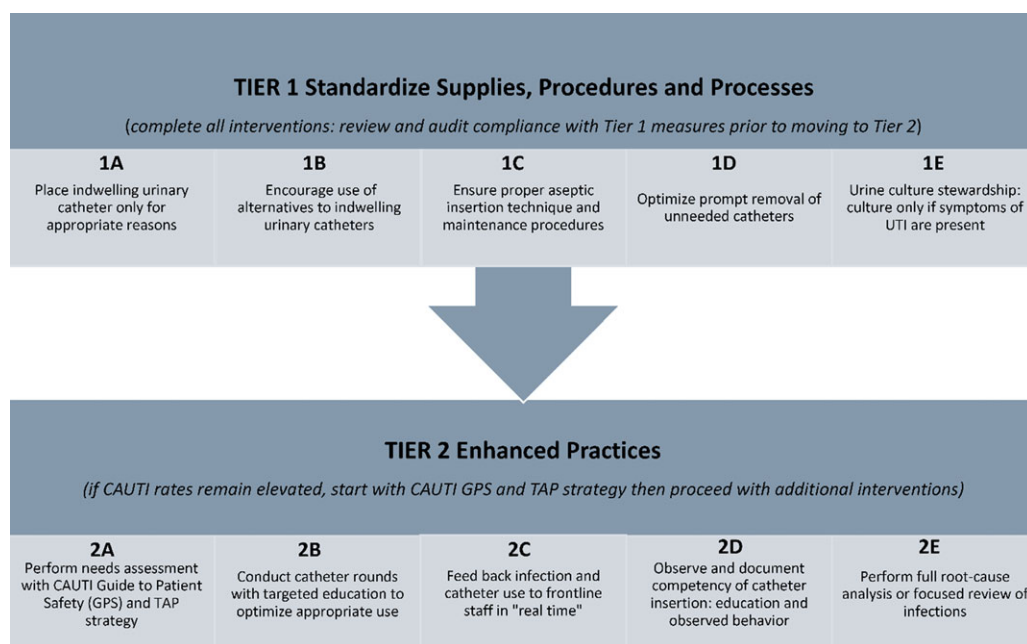 TIER 1 Standardize Supplies, Procedures and Processes
(complete all interventions: review and audit compliance with Tier 1 measures prior to moving to Tier 2)
1A
Place indwelling urinary
catheter only for
appropriate reasons
1B
Encourage use of
alternatives to indwelling
urinary catheters
1C
Ensure proper aseptic
insertion technique and
maintenance procedures
1D
Optimize prompt removal of
unneeded catheters
1E
Urine culture stewardship:
culture only if symptoms of
UTI are present
TIER 2 Enhanced Practices
(if CAUTI rates remain elevated, start with CAUTI GPS and TAP strategy then proceed with additional interventions)
2A
Perform needs assessment
with CAUTI Guide to Patient
Safety (GPS) and TAP
strategy
2B
Conduct catheter rounds
with targeted education to
optimize appropriate use
2C
Feed back infection and
catheter use to frontline
staff in "real time"
2D
Observe and document
competency of catheter
insertion: education and
observed behavior
2E
Perform full root-cause
analysis or focused review of
infections